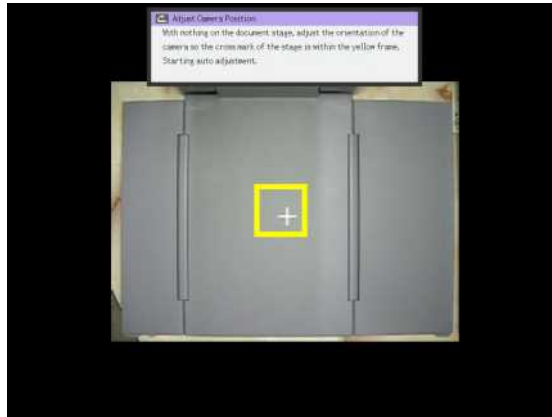 Adjust Camera Position
With nothing on the document stage, adjust the orientation of the
camera so the cross mark of the stage is within the yellow frame.
Starting auto adjustment.